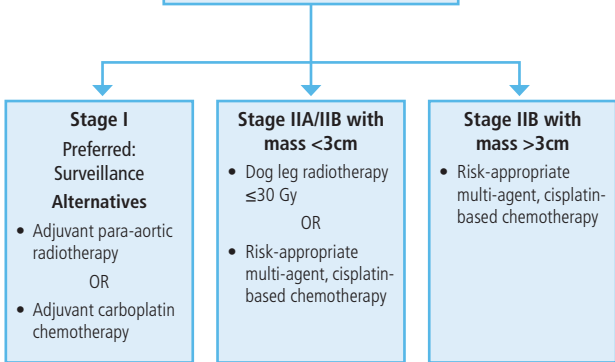 Stage I
Preferred:
Surveillance
Alternatives
• Adjuvant para-aortic
radiotherapy
OR
• Adjuvant carboplatin
chemotherapy
Stage IIA/IIB with
mass <3cm
• Dog leg radiotherapy
≤30 Gy
OR
• Risk-appropriate
multi-agent, cisplatin-
based chemotherapy
Stage IIB with
mass >3cm
• Risk-appropriate
multi-agent, cisplatin-
based chemotherapy